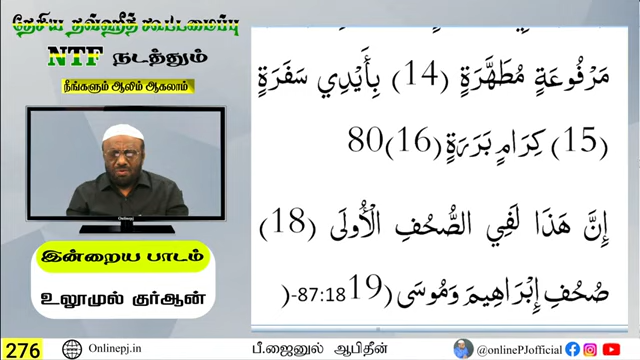 தேசிய தவ்ஹீத் கூட்டமைப்பு
NTF நடத்தும்
நீங்களும் ஆலிம் ஆகலாம்
Onlinepj
இன்றைய பாடம்
உலூமுல் குர்ஆன்
مَرْفُوعَةٍ مُطَهَّرَةٍ (14) بِأَيْدِي سَفَرَةٍ
(15) كِرَامٍ بَرَرَةٍ (16)80
إِنَّ هَذَا لَفِي الصُّحُفِ الْأُولَى (18)
صُحُفِ إِبْرَاهِيمَ وَمُوسَى (19 87:18-(
276
Onlinepj.in
பீ.ஜைனுல் ஆபிதீன்
@onlinePJofficial